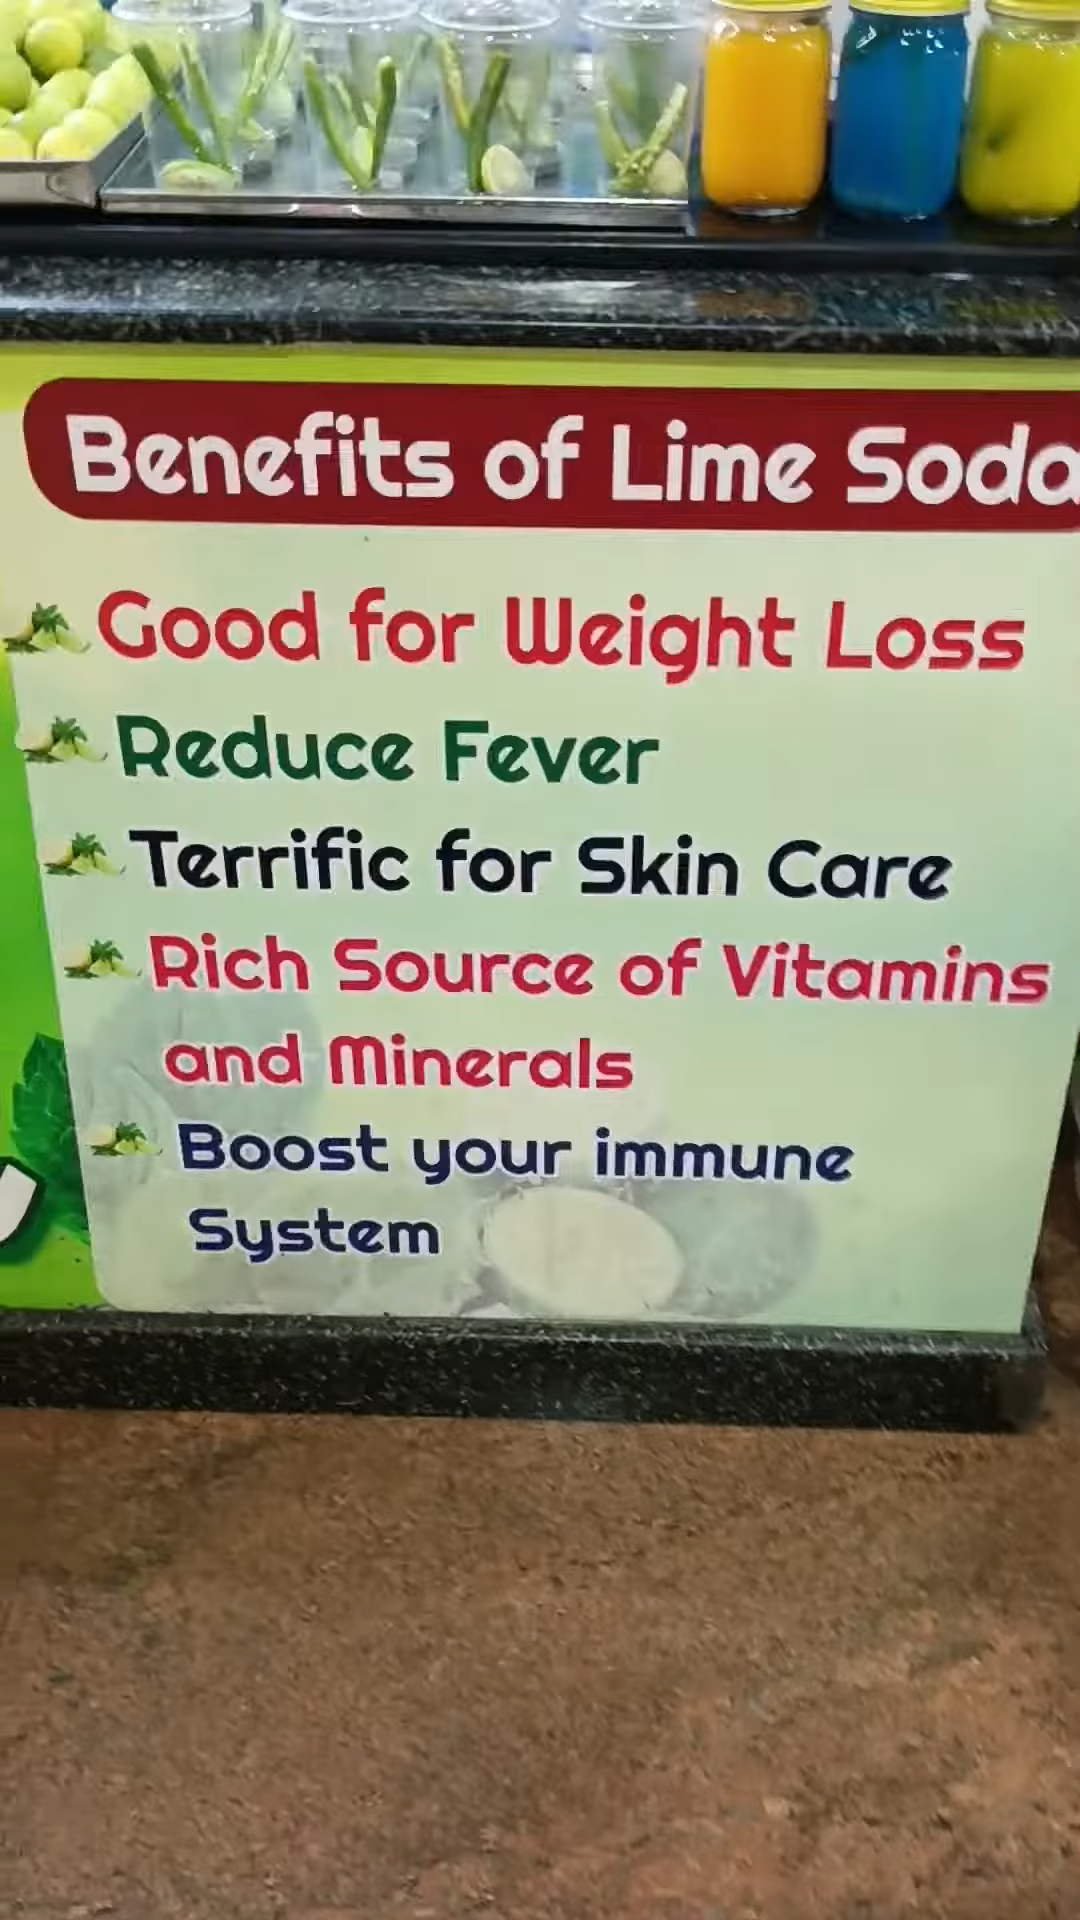 Benefits of Lime Soda
Good for Weight Loss
Reduce Fever
Terrific for Skin Care
Rich Source of Vitamins
and Minerals
Boost your immune
System